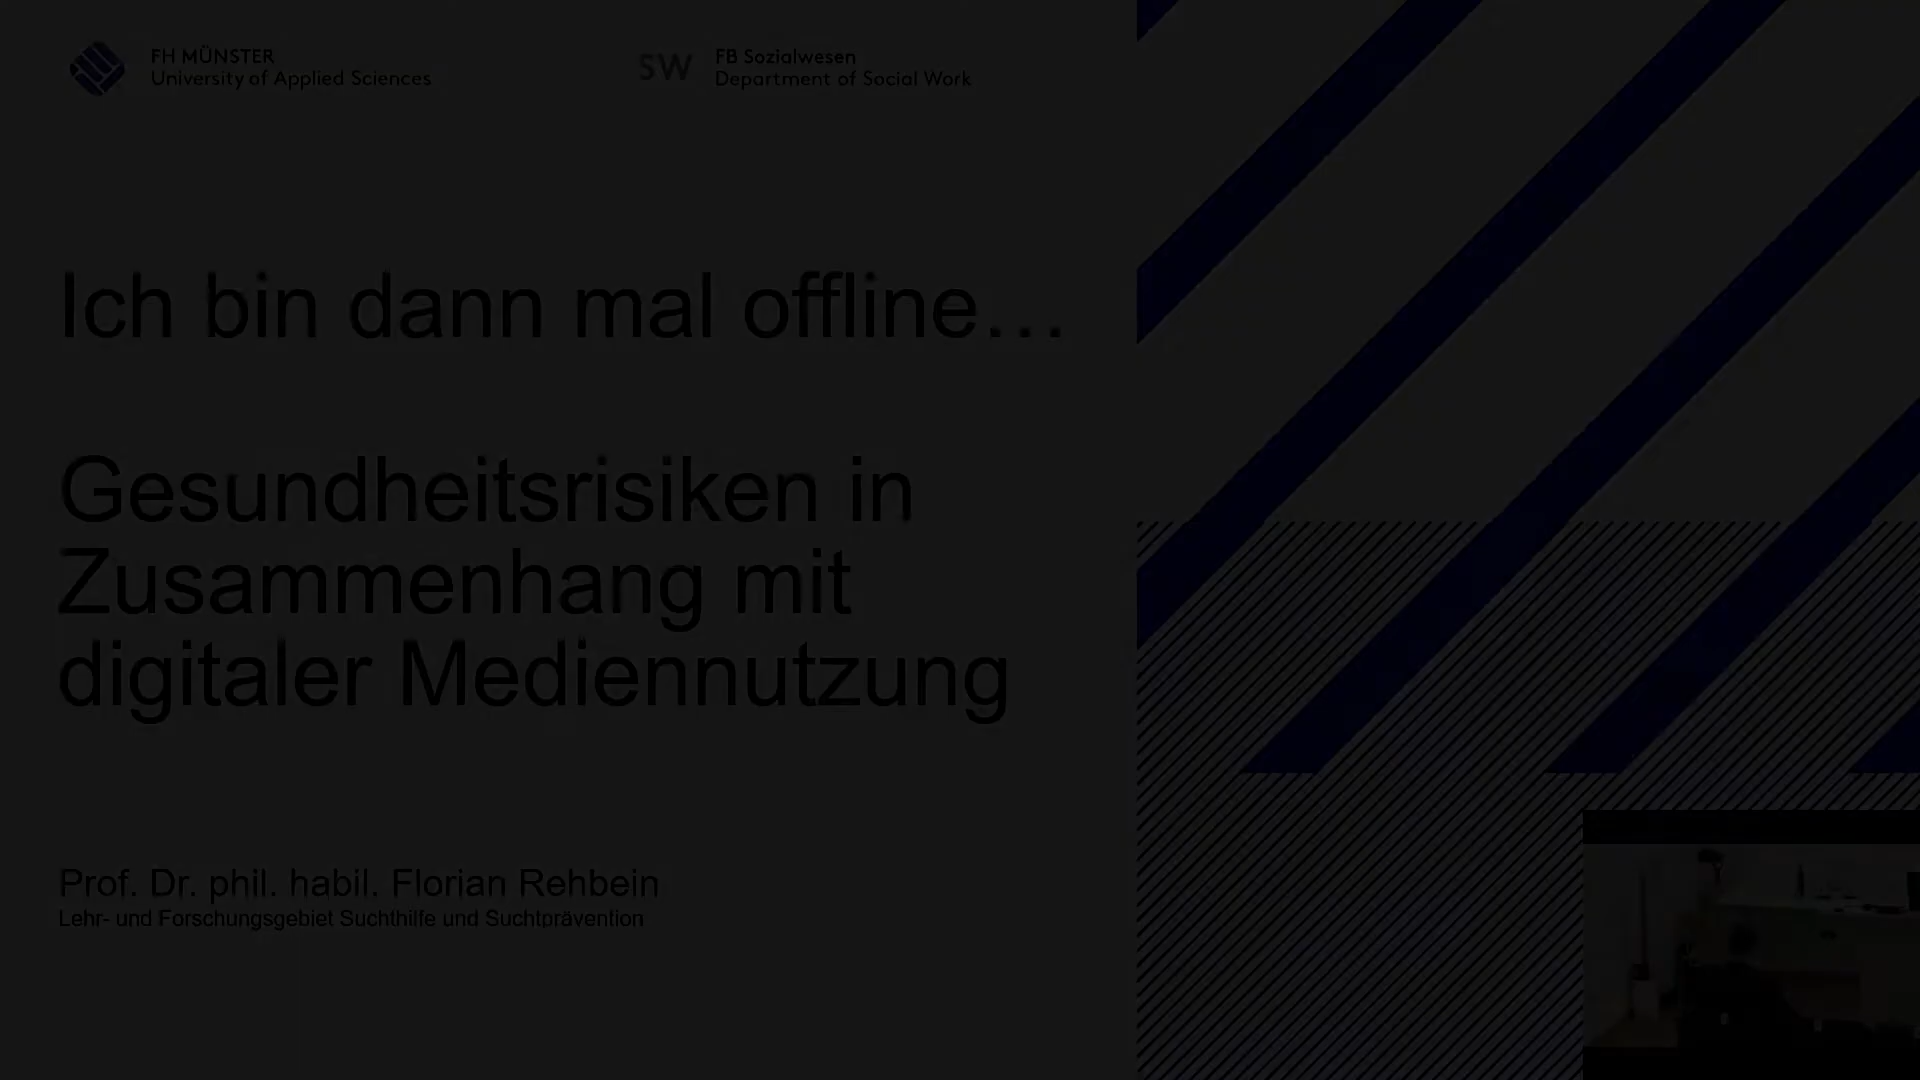 FH MÜNSTER
University of Applied Sciences
SW
FB Sozialwesen
Department of Social Work
Ich bin dann mal offline…
Gesundheitsrisiken in
Zusammenhang mit
digitaler Mediennutzung
Prof. Dr. phil. habil. Florian Rehbein
Lehr- und Forschungsgebiet Suchthilfe und Suchtprävention